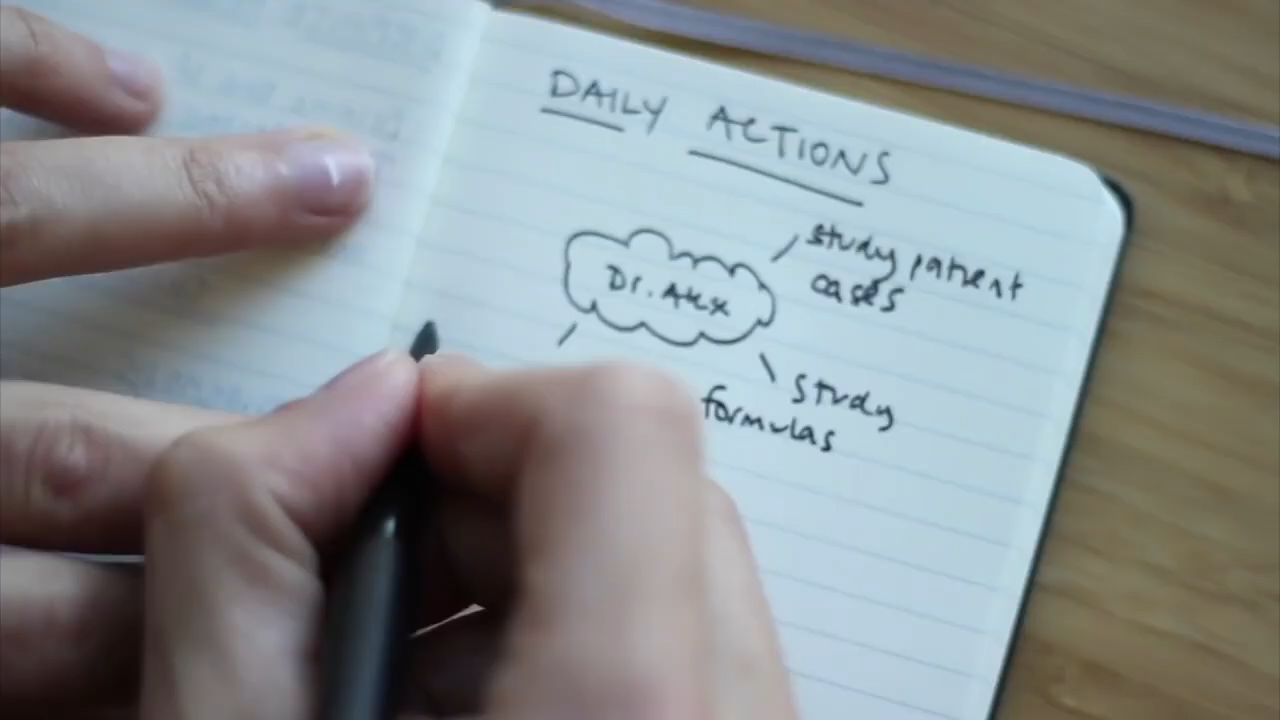 DAILY ACTIONS
study patient
cases
Dr. Alex
study
formulas